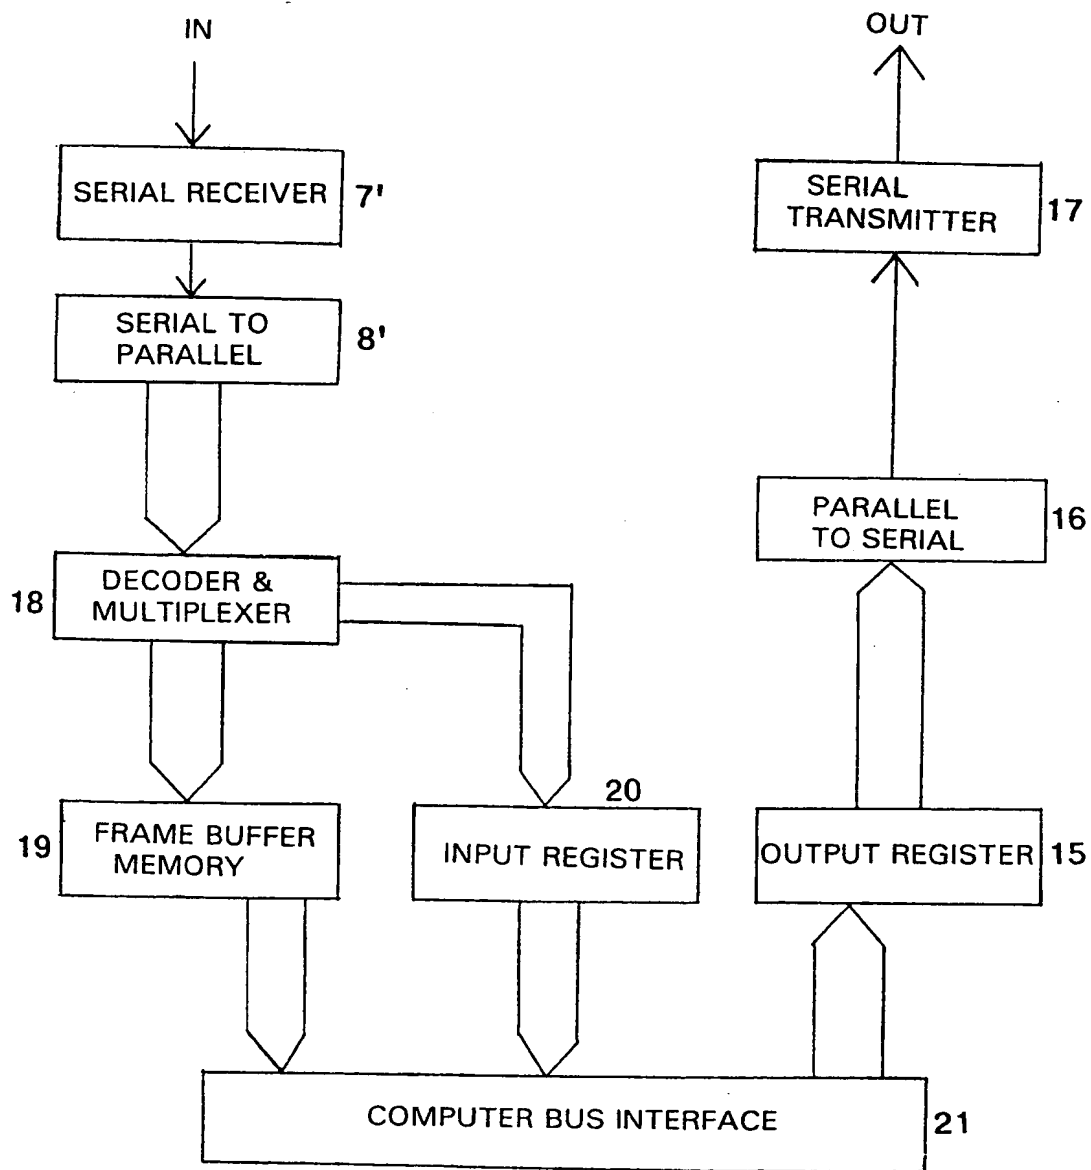 IN
OUT
SERIAL RECEIVER
7'
SERIAL
TRANSMITTER
17
SERIAL TO
PARALLEL
8'
PARALLEL
TO SERIAL
16
18
DECODER &
MULTIPLEXER
19
FRAME BUFFER
MEMORY
20
INPUT REGISTER
OUTPUT REGISTER
15
COMPUTER BUS INTERFACE
21